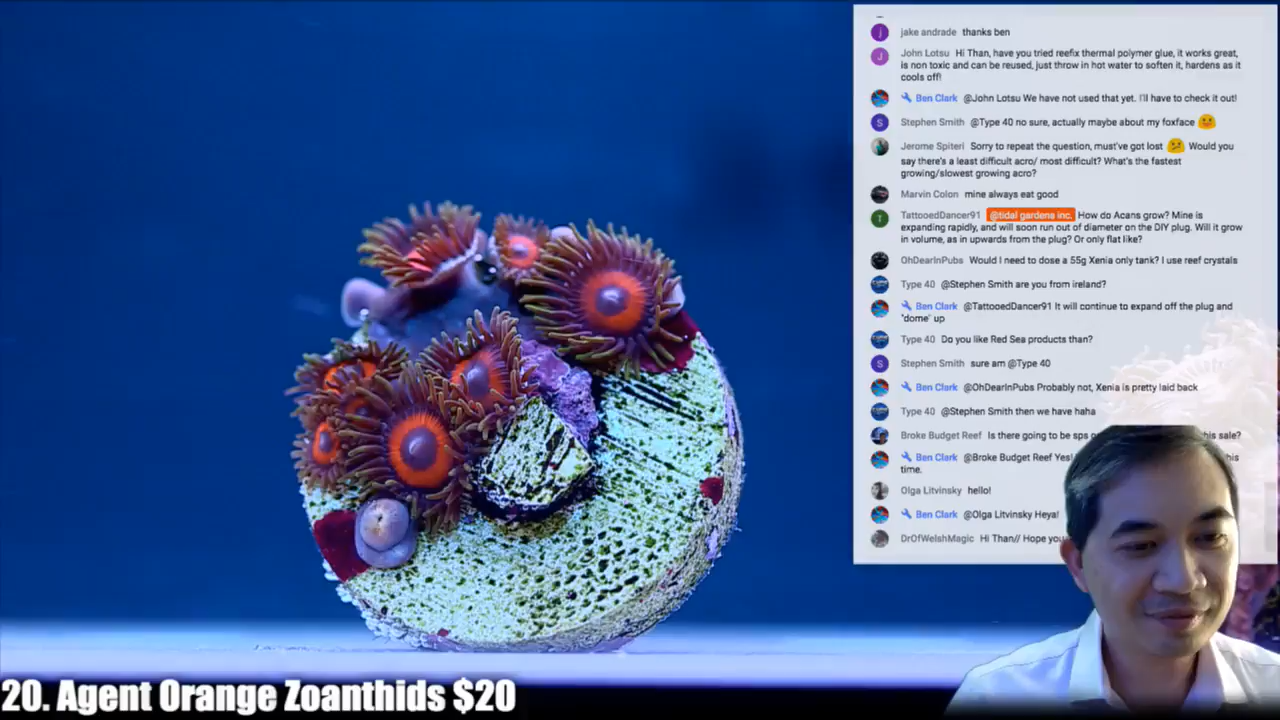 jake andrade thanks ben
John Lotsu Hi Than, have you tried reefix thermal polymer glue, it works great,
is non toxic and can be reused, just throw in hot water to soften it, hardens as it
cools off!
Ben Clark @John Lotsu We have not used that yet. I'll have to check it out!
Stephen Smith @Type 40 no sure, actually maybe about my foxface
Jerome Spiteri Sorry to repeat the question, must've got lost Would you
say there's a least difficult acro/ most difficult? What's the fastest
growing/slowest growing acro?
Marvin Colon mine always eat good
TattooedDancer91 @tidal gardens inc. How do Acans grow? Mine is
expanding rapidly, and will soon run out of diameter on the DIY plug. Will it grow
in volume, as in upwards from the plug? Or only flat like?
OhDearInPubs Would I need to dose a 55g Xenia only tank? I use reef crystals
Type 40 @Stephen Smith are you from ireland?
Ben Clark @TattooedDancer91 It will continue to expand off the plug and
"dome" up
Type 40 Do you like Red Sea products than?
Stephen Smith sure am @Type 40
Ben Clark @OhDearInPubs Probably not, Xenia is pretty laid back
Type 40 @Stephen Smith then we have haha
Broke Budget Reef Is there going to be sps his sale?
Ben Clark @Broke Budget Reef Yes! his
time.
Olga Litvinsky hello!
Ben Clark @Olga Litvinsky Heya!
DrOfWelshMagic Hi Than// Hope you
20. Agent Orange Zoanthids $20